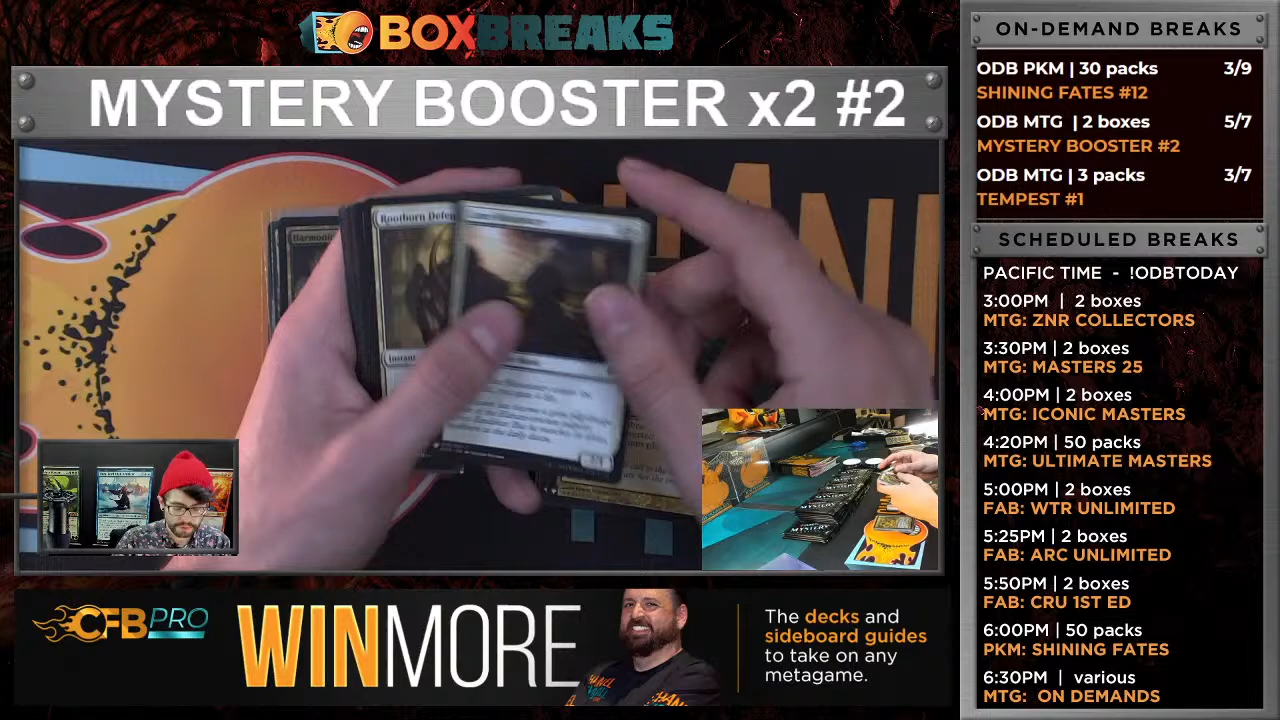 BOXBREAKS
MYSTERY BOOSTER x2 #2
Rootborn Defen
Harmonic
Instant
MYSTERY
CFB PRO
WINMORE
The decks and
sideboard guides
to take on any
metagame.
ON-DEMAND BREAKS
ODB PKM | 30 packs 3/9
SHINING FATES #12
ODB MTG | 2 boxes 5/7
MYSTERY BOOSTER #2
ODB MTG | 3 packs 3/7
TEMPEST #1
SCHEDULED BREAKS
PACIFIC TIME - !ODBTODAY
3:00PM | 2 boxes
MTG: ZNR COLLECTORS
3:30PM | 2 boxes
MTG: MASTERS 25
4:00PM | 2 boxes
MTG: ICONIC MASTERS
4:20PM | 50 packs
MTG: ULTIMATE MASTERS
5:00PM | 2 boxes
FAB: WTR UNLIMITED
5:25PM | 2 boxes
FAB: ARC UNLIMITED
5:50PM | 2 boxes
FAB: CRU 1ST ED
6:00PM | 50 packs
PKM: SHINING FATES
6:30PM | various
MTG: ON DEMANDS